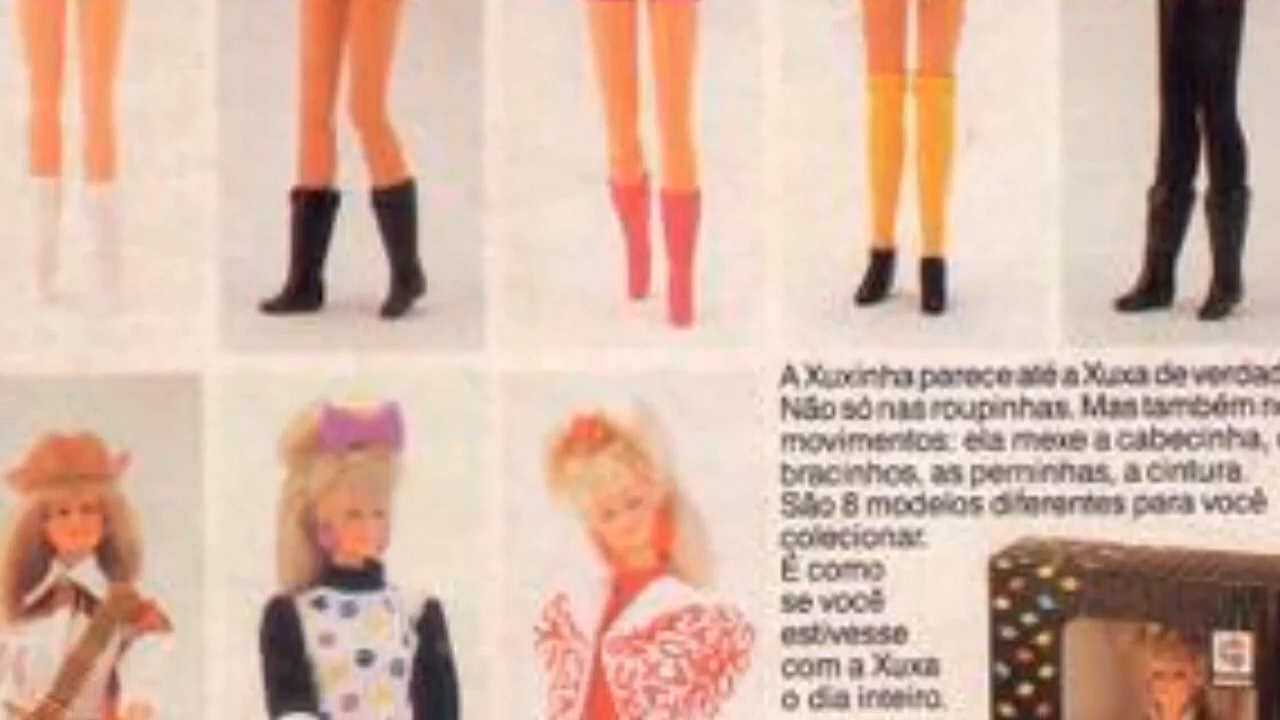 A Xuxinha parece até a Xuxa de verdad
Não só nas roupinhas. Mas também n
movimentos: ela mexe a cabecinha,
bracinhos, as perninhas, a cintura.
São 8 modelos diferentes para você
colecionar.
É como
se você
estivesse
com a Xuxa
o dia inteiro.